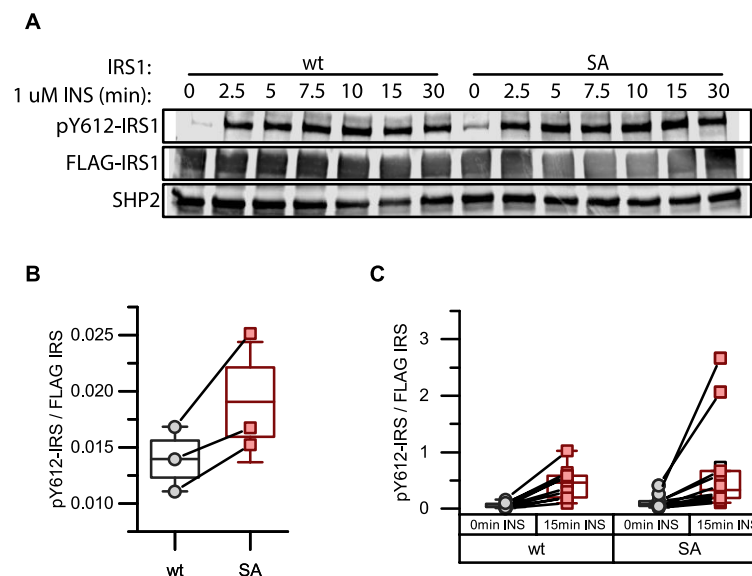 A
IRS1: wt SA
1 uM INS (min): 0 2.5 5 7.5 10 15 30 0 2.5 5 7.5 10 15 30
pY612-IRS1
FLAG-IRS1
SHP2
B
pY612-IRS / FLAG IRS
0.025
0.020
0.015
0.010
wt SA
C
pY612-IRS / FLAG IRS
3
2
1
0
0min INS 15min INS 0min INS 15min INS
wt SA